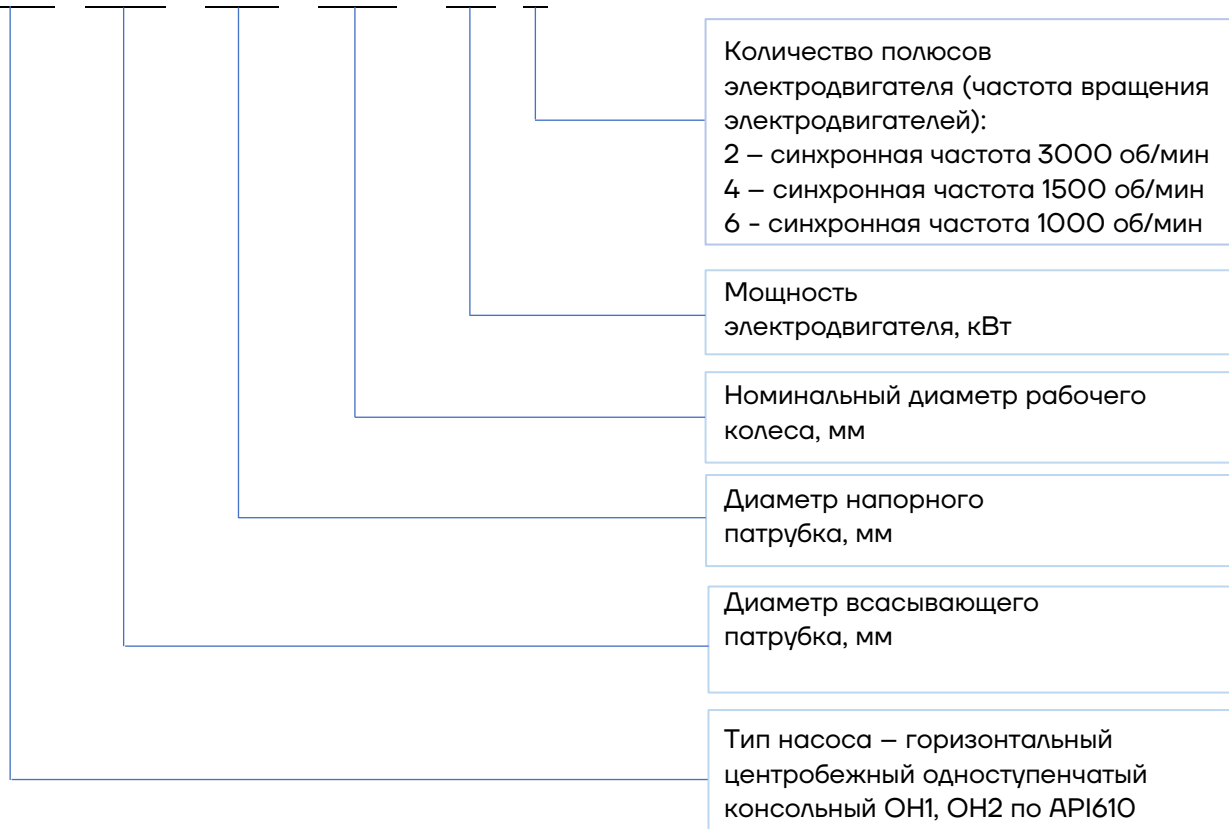 Количество полюсов
электродвигателя (частота вращения
электродвигателей):
2 – синхронная частота 3000 об/мин
4 – синхронная частота 1500 об/мин
6 - синхронная частота 1000 об/мин
Мощность
электродвигателя, кВт
Номинальный диаметр рабочего
колеса, мм
Диаметр напорного
патрубка, мм
Диаметр всасывающего
патрубка, мм
Тип насоса – горизонтальный
центробежный одноступенчатый
консольный ОН1, ОН2 по API610